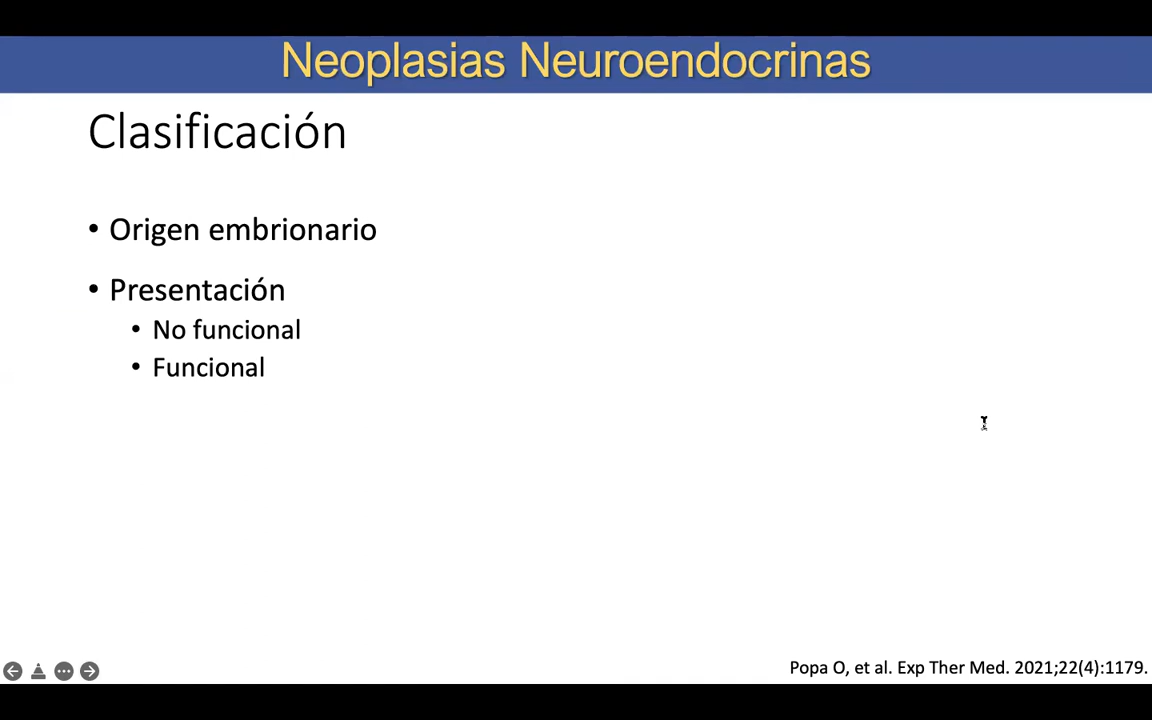 Neoplasias Neuroendocrinas
Clasificación
• Origen embrionario
• Presentación
• No funcional
• Funcional
Popa O, et al. Exp Ther Med. 2021;22(4):1179.